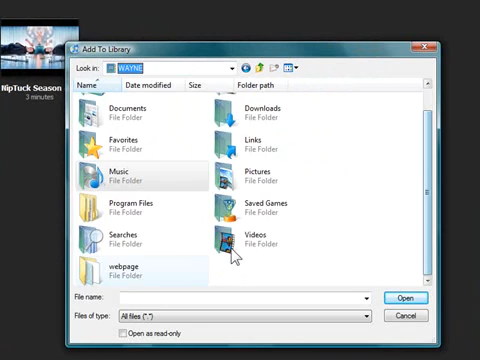 Add To Library
Look in:
WAYNE
Name
Date modified
Size
Folder path
Documents
File Folder
Downloads
File Folder
Favorites
File Folder
Links
File Folder
Music
File Folder
Pictures
File Folder
Program Files
File Folder
Saved Games
File Folder
Searches
File Folder
Videos
File Folder
webpage
File Folder
File name:
Open
Files of type:
All files (*.*)
Cancel
Open as read-only
NipTuck Season
3 minutes